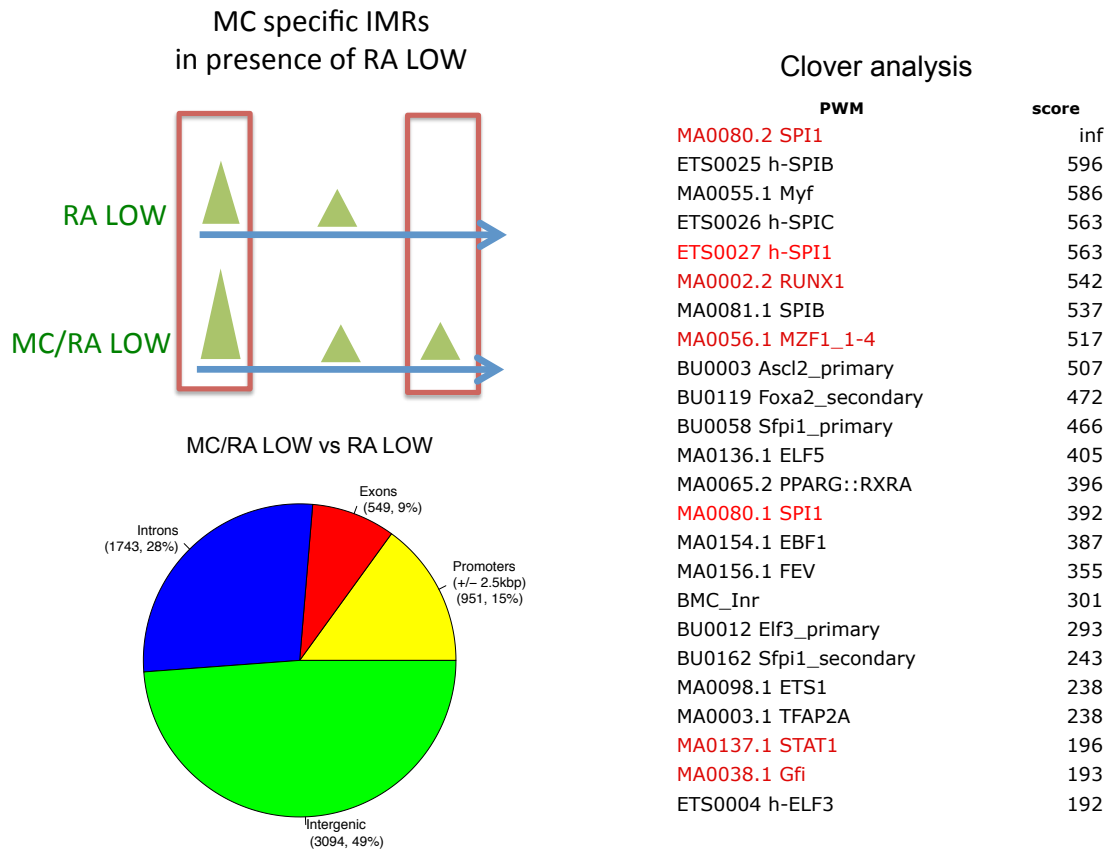 MC specific IMRs
in presence of RA LOW
RA LOW
MC/RA LOW
MC/RA LOW vs RA LOW
Exons
(549, 9%)
Introns
(1743, 28%)
Promoters
(+/− 2.5kbp)
(951, 15%)
Intergenic
(3094, 49%)
Clover analysis
PWM score
MA0080.2 SPI1 inf
ETS0025 h-SPIB 596
MA0055.1 Myf 586
ETS0026 h-SPIC 563
ETS0027 h-SPI1 563
MA0002.2 RUNX1 542
MA0081.1 SPIB 537
MA0056.1 MZF1_1-4 517
BU0003 Ascl2_primary 507
BU0119 Foxa2_secondary 472
BU0058 Sfpi1_primary 466
MA0136.1 ELF5 405
MA0065.2 PPARG::RXRA 396
MA0080.1 SPI1 392
MA0154.1 EBF1 387
MA0156.1 FEV 355
BMC_Inr 301
BU0012 Elf3_primary 293
BU0162 Sfpi1_secondary 243
MA0098.1 ETS1 238
MA0003.1 TFAP2A 238
MA0137.1 STAT1 196
MA0038.1 Gfi 193
ETS0004 h-ELF3 192